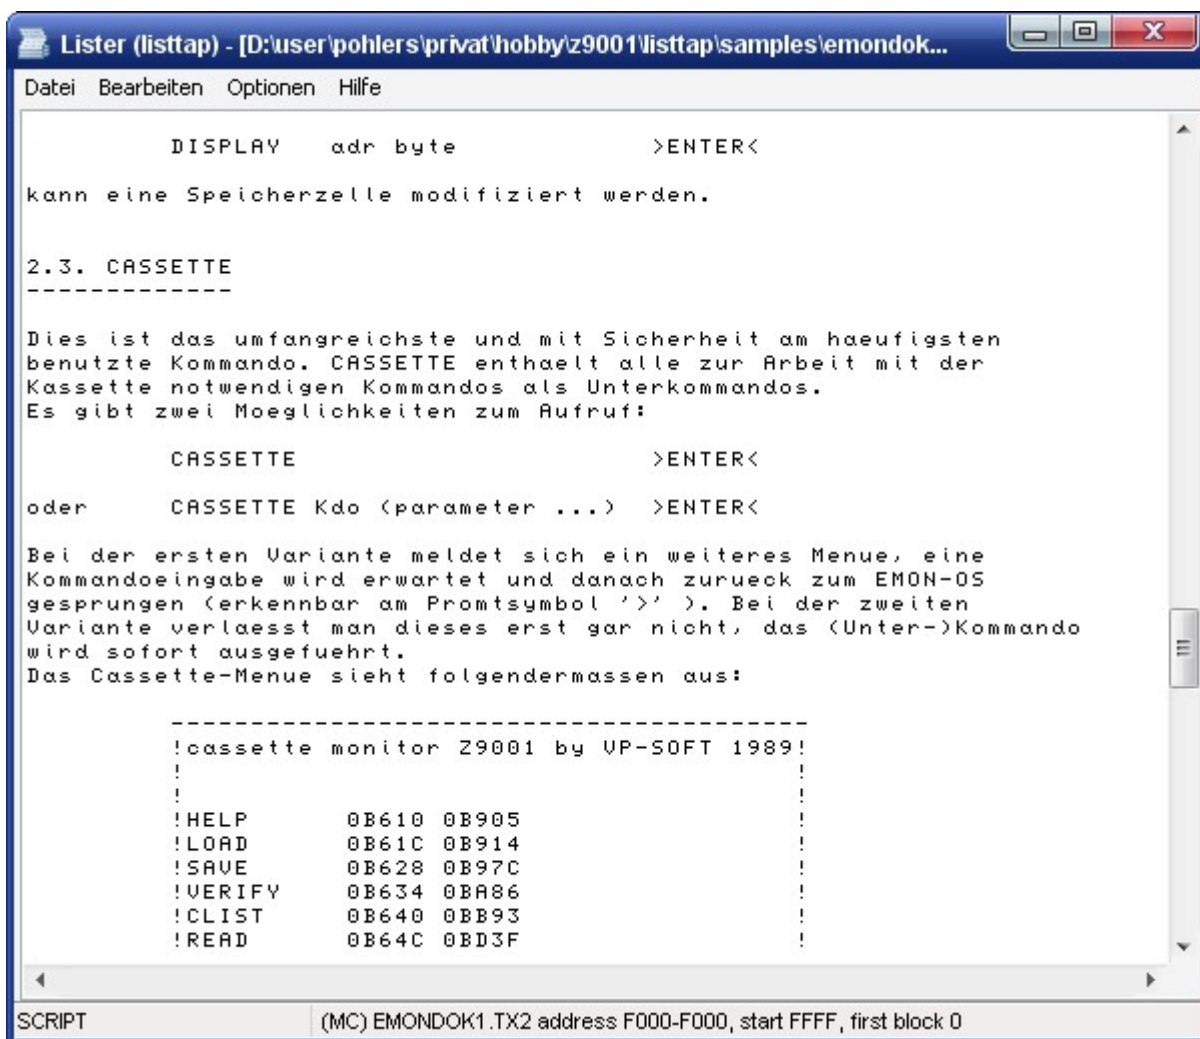 Lister (listtap) - [D:\user\pohlers\privat\hobby\z9001\listtap\samples\emondok...
Datei Bearbeiten Optionen Hilfe
DISPLAY adr byte >ENTER<
kann eine Speicherzelle modifiziert werden.
2.3. CASSETTE
-------------
Dies ist das umfangreichste und mit Sicherheit am haeufigsten
benutzte Kommando. CASSETTE enthaelt alle zur Arbeit mit der
Kassette notwendigen Kommandos als Unterkommandos.
Es gibt zwei Moeglichkeiten zum Aufruf:
CASSETTE >ENTER<
oder CASSETTE Kdo (parameter ...) >ENTER<
Bei der ersten Variante meldet sich ein weiteres Menue, eine
Kommandoeingabe wird erwartet und danach zurueck zum EMON-OS
gesprungen (erkennbar am Promtsymbol '>' ). Bei der zweiten
Variante verlaesst man dieses erst gar nicht, das (Unter-)Kommando
wird sofort ausgefuehrt.
Das Cassette-Menue sieht folgendermassen aus:
----------------------------------------
!cassette monitor Z9001 by VP-SOFT 1989!
! !
! !
!HELP 0B610 0B905 !
!LOAD 0B61C 0B914 !
!SAVE 0B628 0B97C !
!VERIFY 0B634 0BA86 !
!CLIST 0B640 0BB93 !
!READ 0B64C 0BD3F !
SCRIPT (MC) EMONDOK1.TX2 address F000-F000, start FFFF, first block 0